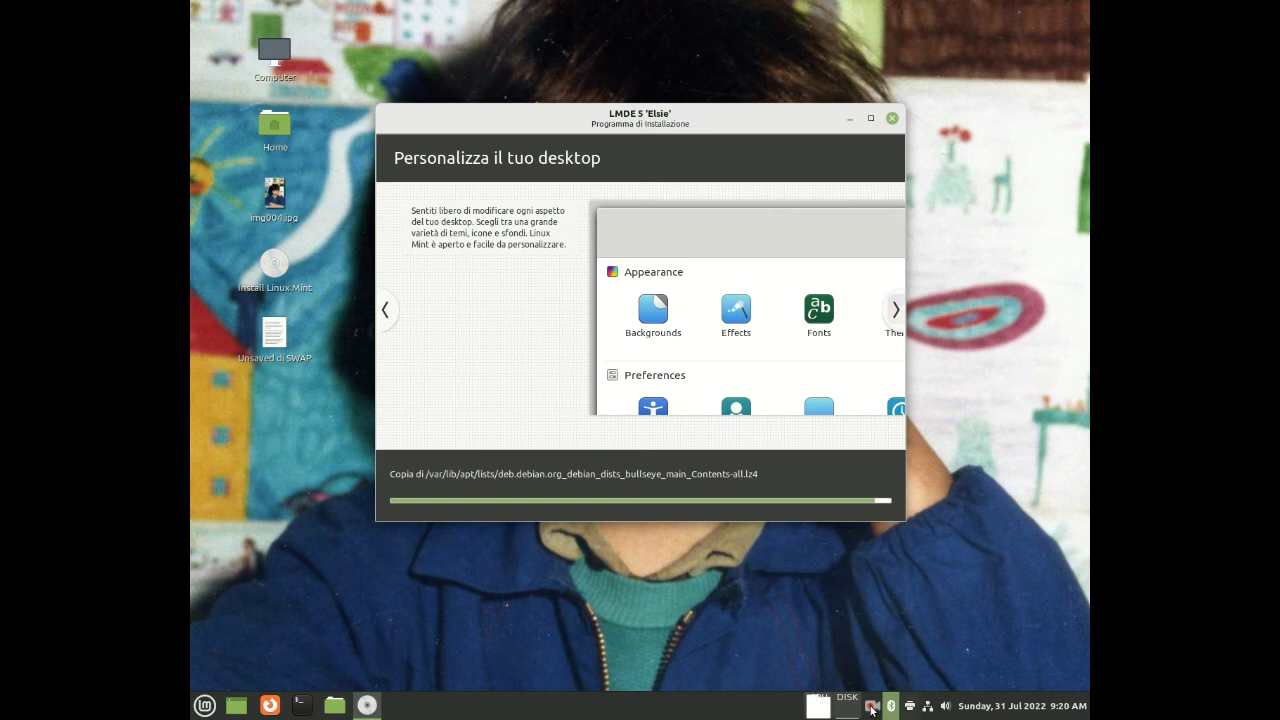 Computer
Home
img004.jpg
Install Linux Mint
Unsaved di SWAP
LMDE 5 'Elsie'
Programma di Installazione
Personalizza il tuo desktop
Sentiti libero di modificare ogni aspetto
del tuo desktop. Scegli tra una grande
varietà di temi, icone e sfondi. Linux
Mint è aperto e facile da personalizzare.
Appearance
Backgrounds
Effects
Fonts
Preferences
Copia di /var/lib/apt/lists/deb.debian.org_debian_dists_bullseye_main_Contents-all.lz4
DISK
Sunday, 31 Jul 2022 9:20 AM